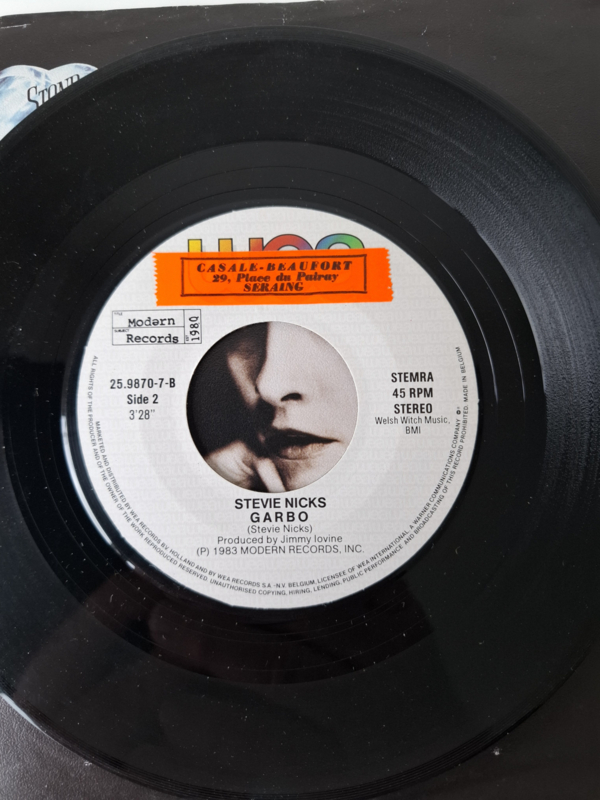 STAND
wea
CASALE-BEAUFORT
29, Place du Pairay
SERAING
TITLE
Modern
SUBJECT
Records
1980
25.9870-7-B
Side 2
3'28"
STEMRA
45 RPM
STEREO
Welsh Witch Music,
BMI
STEVIE NICKS
GARBO
(Stevie Nicks)
Produced by Jimmy Iovine
(P) 1983 MODERN RECORDS, INC.
ALL RIGHTS OF THE PRODUCER AND OF THE OWNER OF THE WORK REPRODUCED RESERVED. UNAUTHORISED COPYING, HIRING, LENDING, PUBLIC PERFORMANCE AND BROADCASTING OF THIS RECORD PROHIBITED. MADE IN BELGIUM
MARKETED AND DISTRIBUTED BY WEA RECORDS BV. HOLLAND AND BY WEA RECORDS S.A.-N.V. BELGIUM, LICENSEE OF WEA INTERNATIONAL, A WARNER COMMUNICATIONS COMPANY